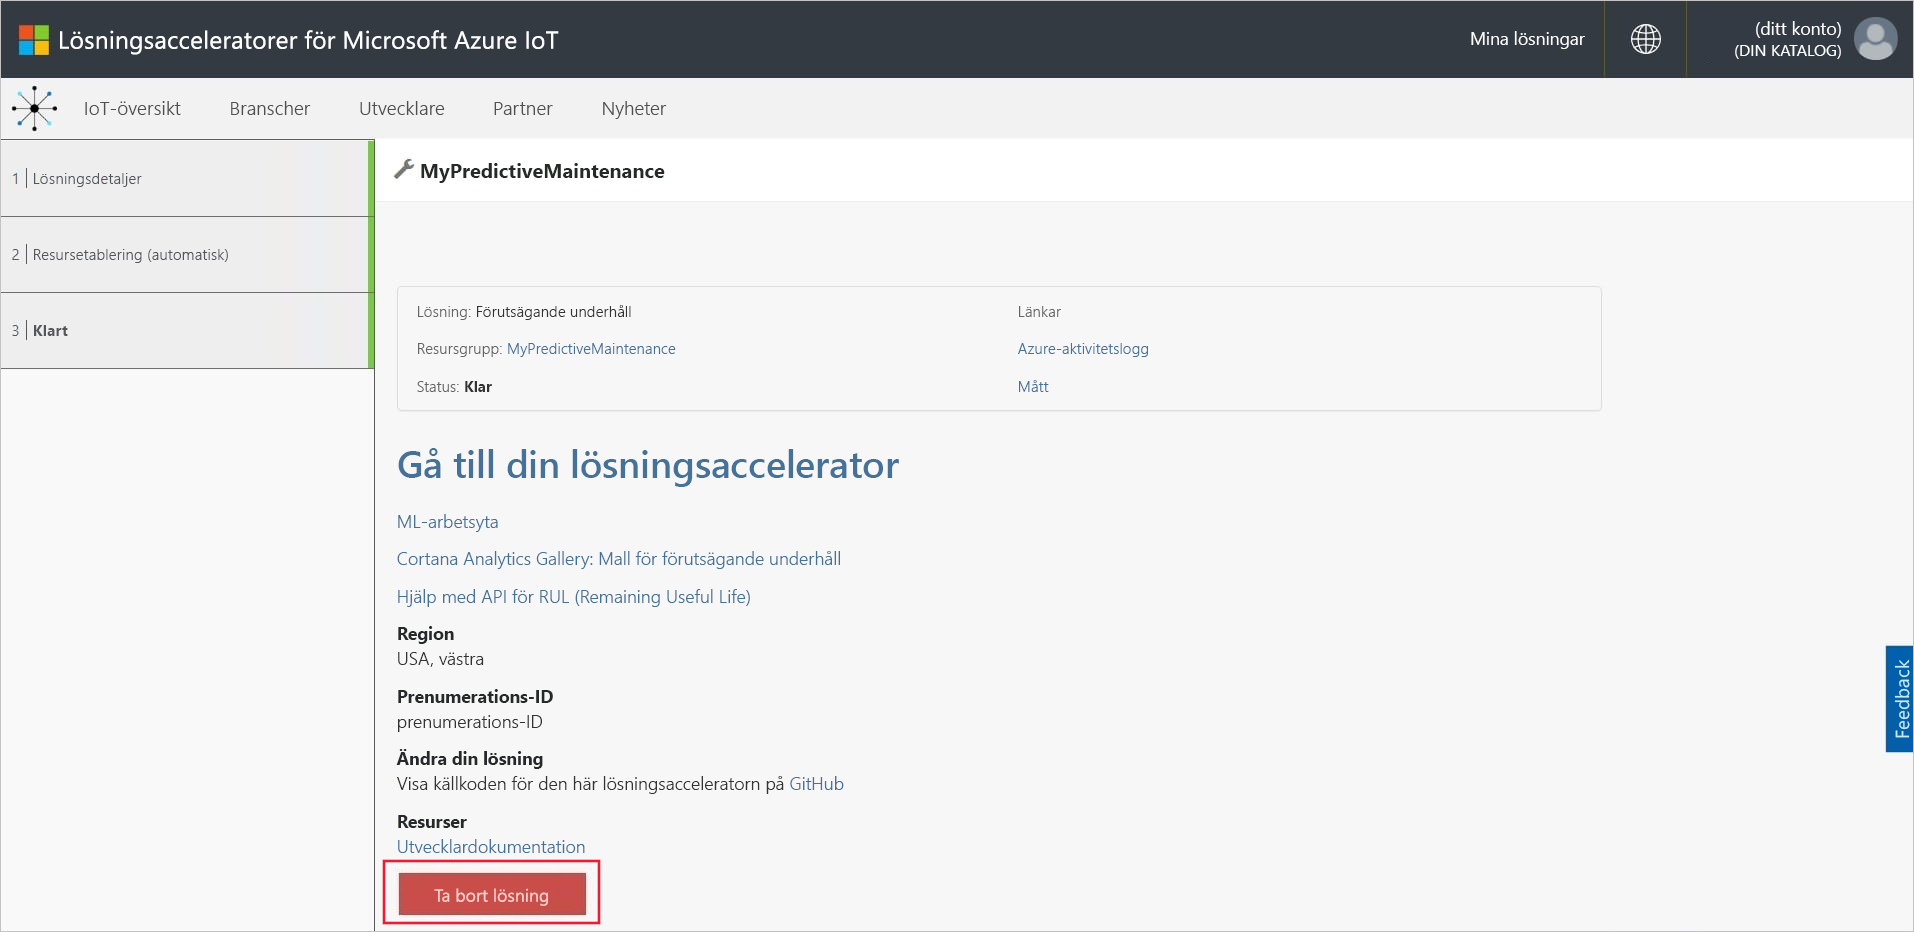 Lösningsacceleratorer för Microsoft Azure IoT
Mina lösningar
(ditt konto)
(DIN KATALOG)
IoT-översikt
Branscher
Utvecklare
Partner
Nyheter
1 | Lösningsdetaljer
2 | Resursetablering (automatisk)
3 | Klart
MyPredictiveMaintenance
Lösning: Förutsägande underhåll
Resursgrupp: MyPredictiveMaintenance
Status: Klar
Länkar
Azure-aktivitetslogg
Mått
Gå till din lösningsaccelerator
ML-arbetsyta
Cortana Analytics Gallery: Mall för förutsägande underhåll
Hjälp med API för RUL (Remaining Useful Life)
Region
USA, västra
Prenumerations-ID
prenumerations-ID
Ändra din lösning
Visa källkoden för den här lösningsacceleratorn på GitHub
Resurser
Utvecklardokumentation
Ta bort lösning
Feedback